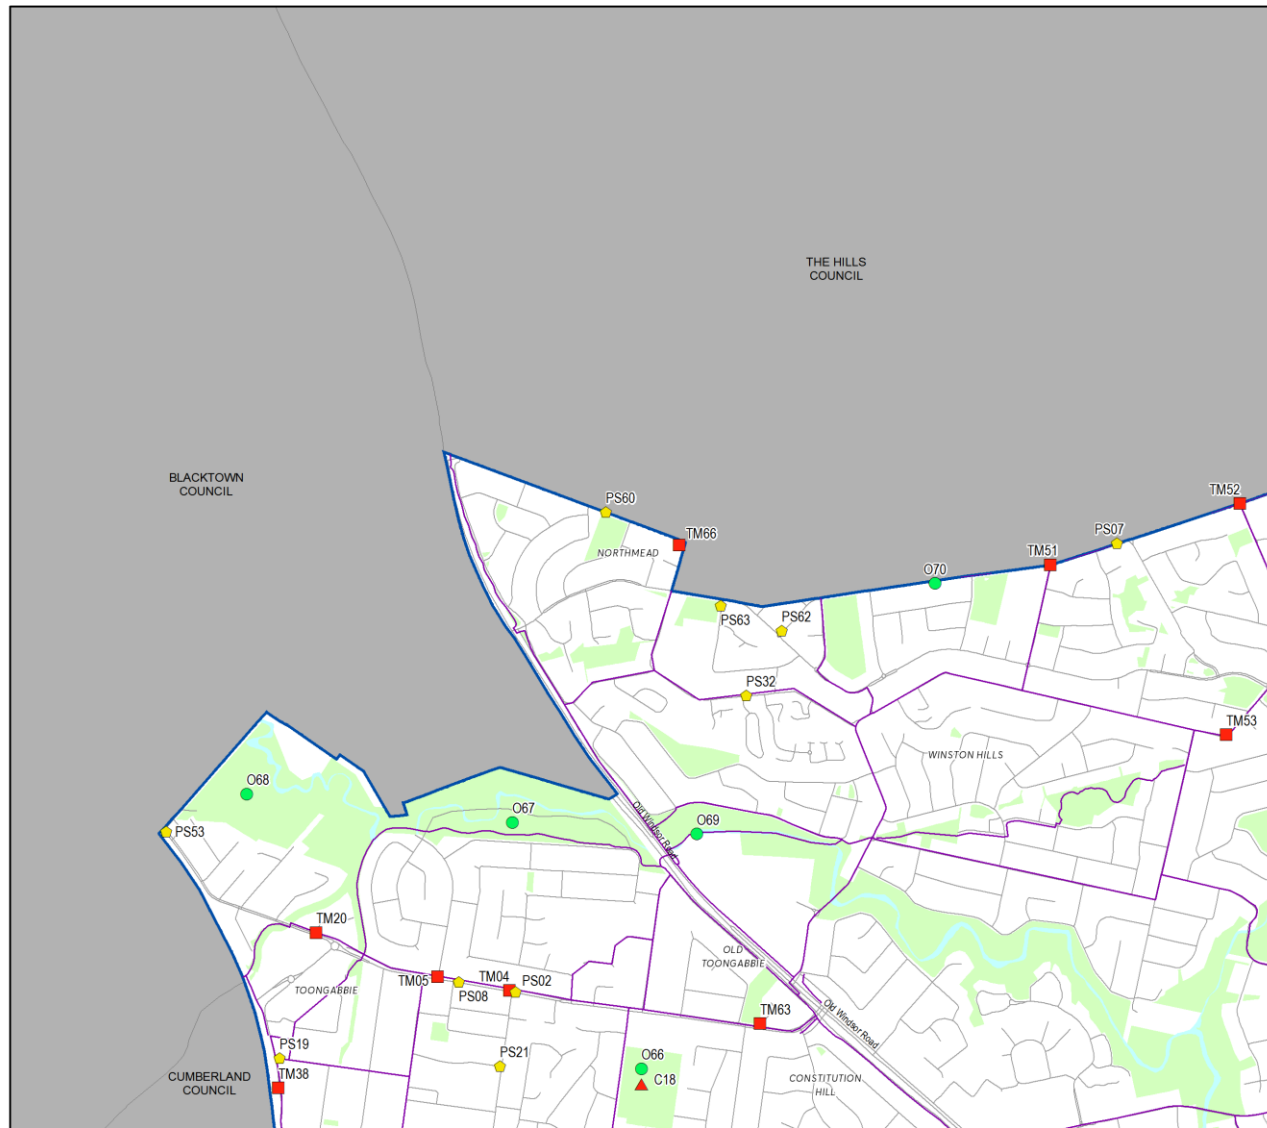 THE HILLS
COUNCIL
BLACKTOWN
COUNCIL
TM52
PS60
PS07
TM66
NORTHMEAD
TM51
O70
PS63
PS62
PS32
TM53
WINSTON HILLS
O68
O67
Old Windsor Road
O69
PS53
TM20
OLD
TOONGABBIE
TM05
TM04
PS02
PS08
TOONGABBIE
TM63
Old Windsor Road
PS19
PS21
O66
CUMBERLAND
COUNCIL
TM38
C18
CONSTITUTION
HILL